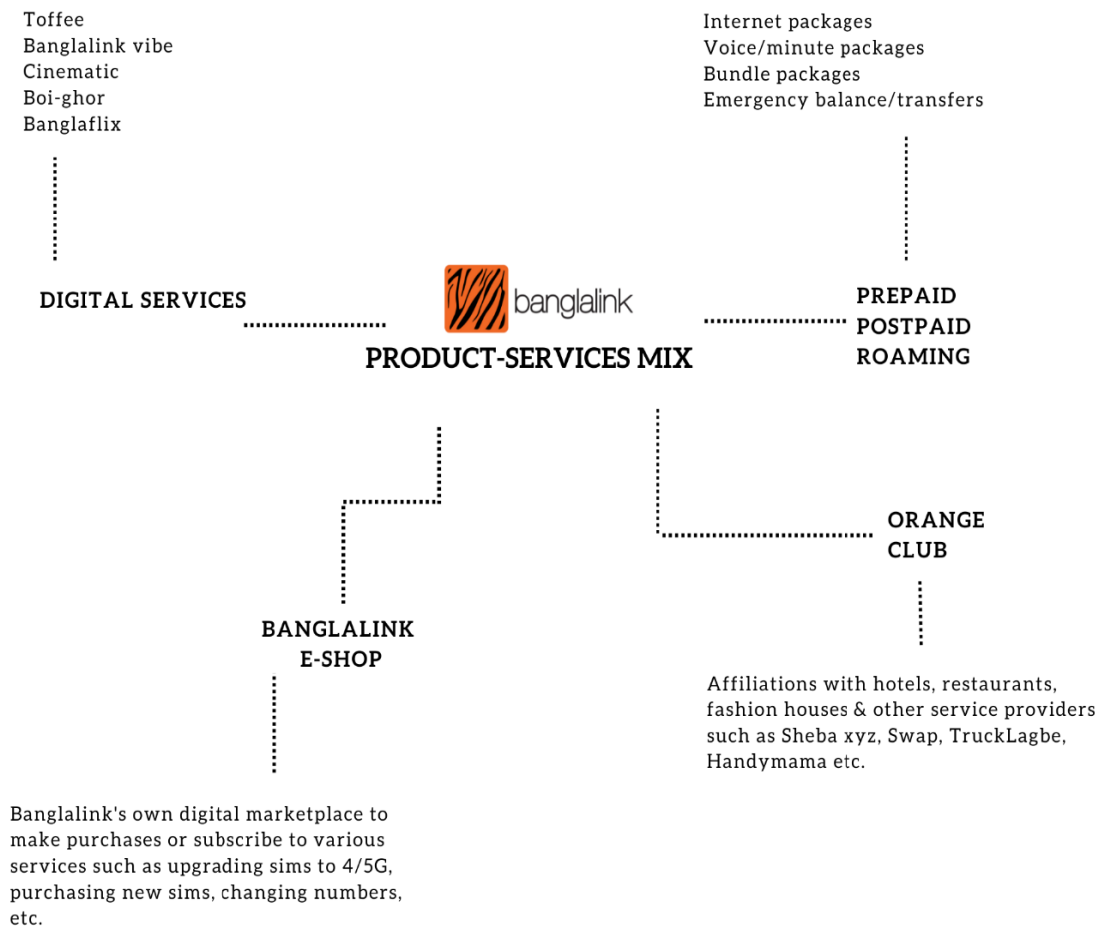 Toffee
Banglalink vibe
Cinematic
Boi-ghor
Banglaflix
Internet packages
Voice/minute packages
Bundle packages
Emergency balance/transfers
DIGITAL SERVICES
banglalink
PRODUCT-SERVICES MIX
PREPAID
POSTPAID
ROAMING
ORANGE
CLUB
BANGLALINK
E-SHOP
Affiliations with hotels, restaurants,
fashion houses & other service providers
such as Sheba xyz, Swap, TruckLagbe,
Handymama etc.
Banglalink's own digital marketplace to
make purchases or subscribe to various
services such as upgrading sims to 4/5G,
purchasing new sims, changing numbers,
etc.